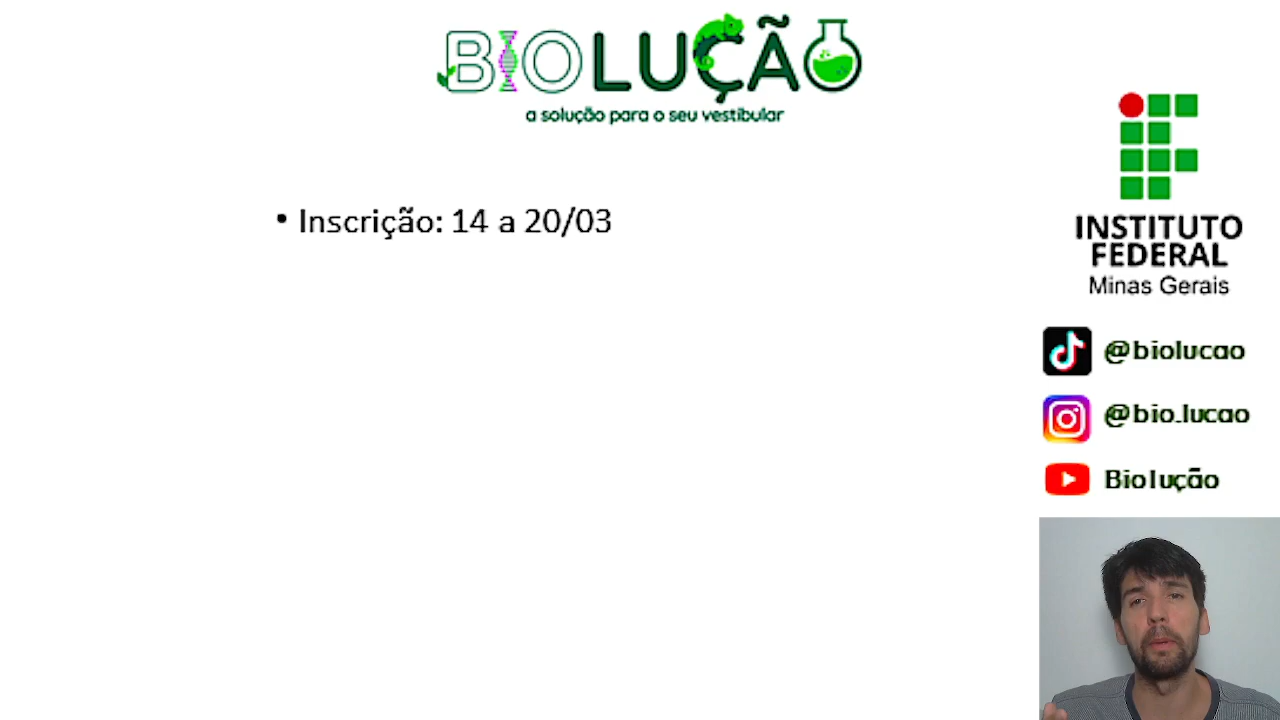 BIOLUÇÃO
a solução para o seu vestibular
• Inscrição: 14 a 20/03
INSTITUTO
FEDERAL
Minas Gerais
@biolucao
@bio.lucao
Biolução